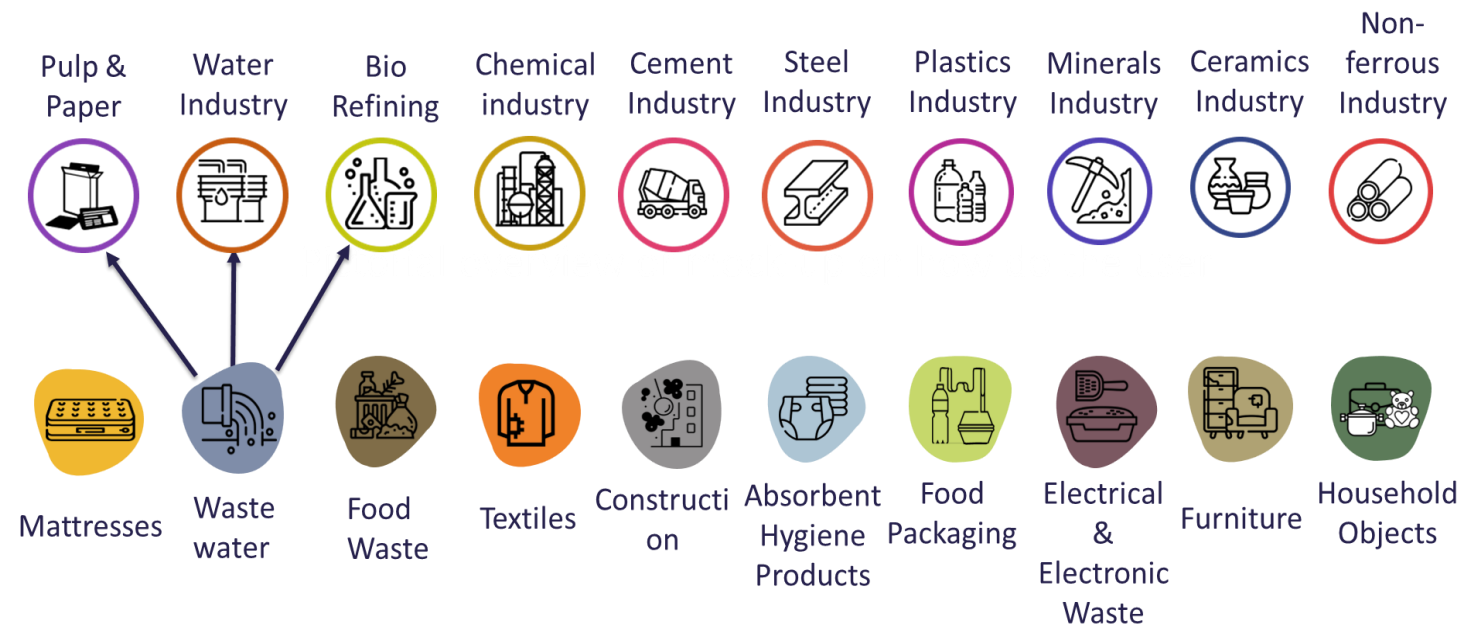 Pulp &
Paper
Water
Industry
Bio
Refining
Chemical
industry
Cement
Industry
Steel
Industry
Plastics
Industry
Minerals
Industry
Ceramics
Industry
Non-
ferrous
Industry
Mattresses
Waste
water
Food
Waste
Textiles
Constructi
on
Absorbent
Hygiene
Products
Food
Packaging
Electrical
&
Electronic
Waste
Furniture
Household
Objects